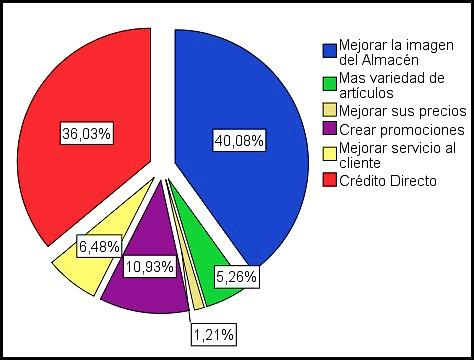 36,03%
40,08%
6,48%
10,93%
5,26%
1,21%
Mejorar la imagen
del Almacén
Mas variedad de
artículos
Mejorar sus precios
Crear promociones
Mejorar servicio al
cliente
Crédito Directo